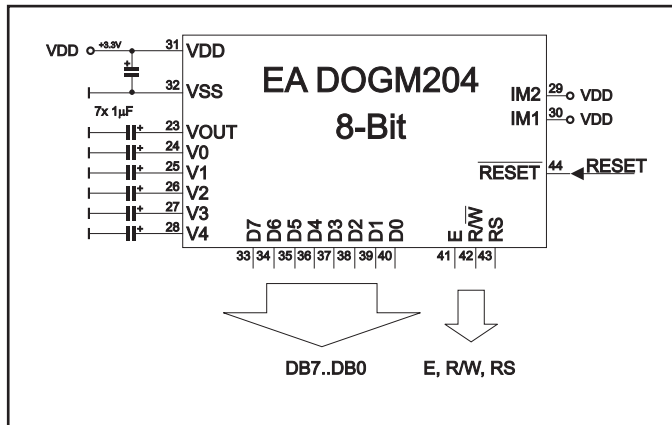 VDD +3.3V 31 VDD
32 VSS
7x 1µF
23 VOUT
24 V0
25 V1
26 V2
27 V3
28 V4
EA DOGM204
8-Bit
IM2 29 VDD
IM1 30 VDD
RESET 44 RESET
D7 D6 D5 D4 D3 D2 D1 D0
33 34 35 36 37 38 39 40
E R/W RS
41 42 43
DB7..DB0
E, R/W, RS